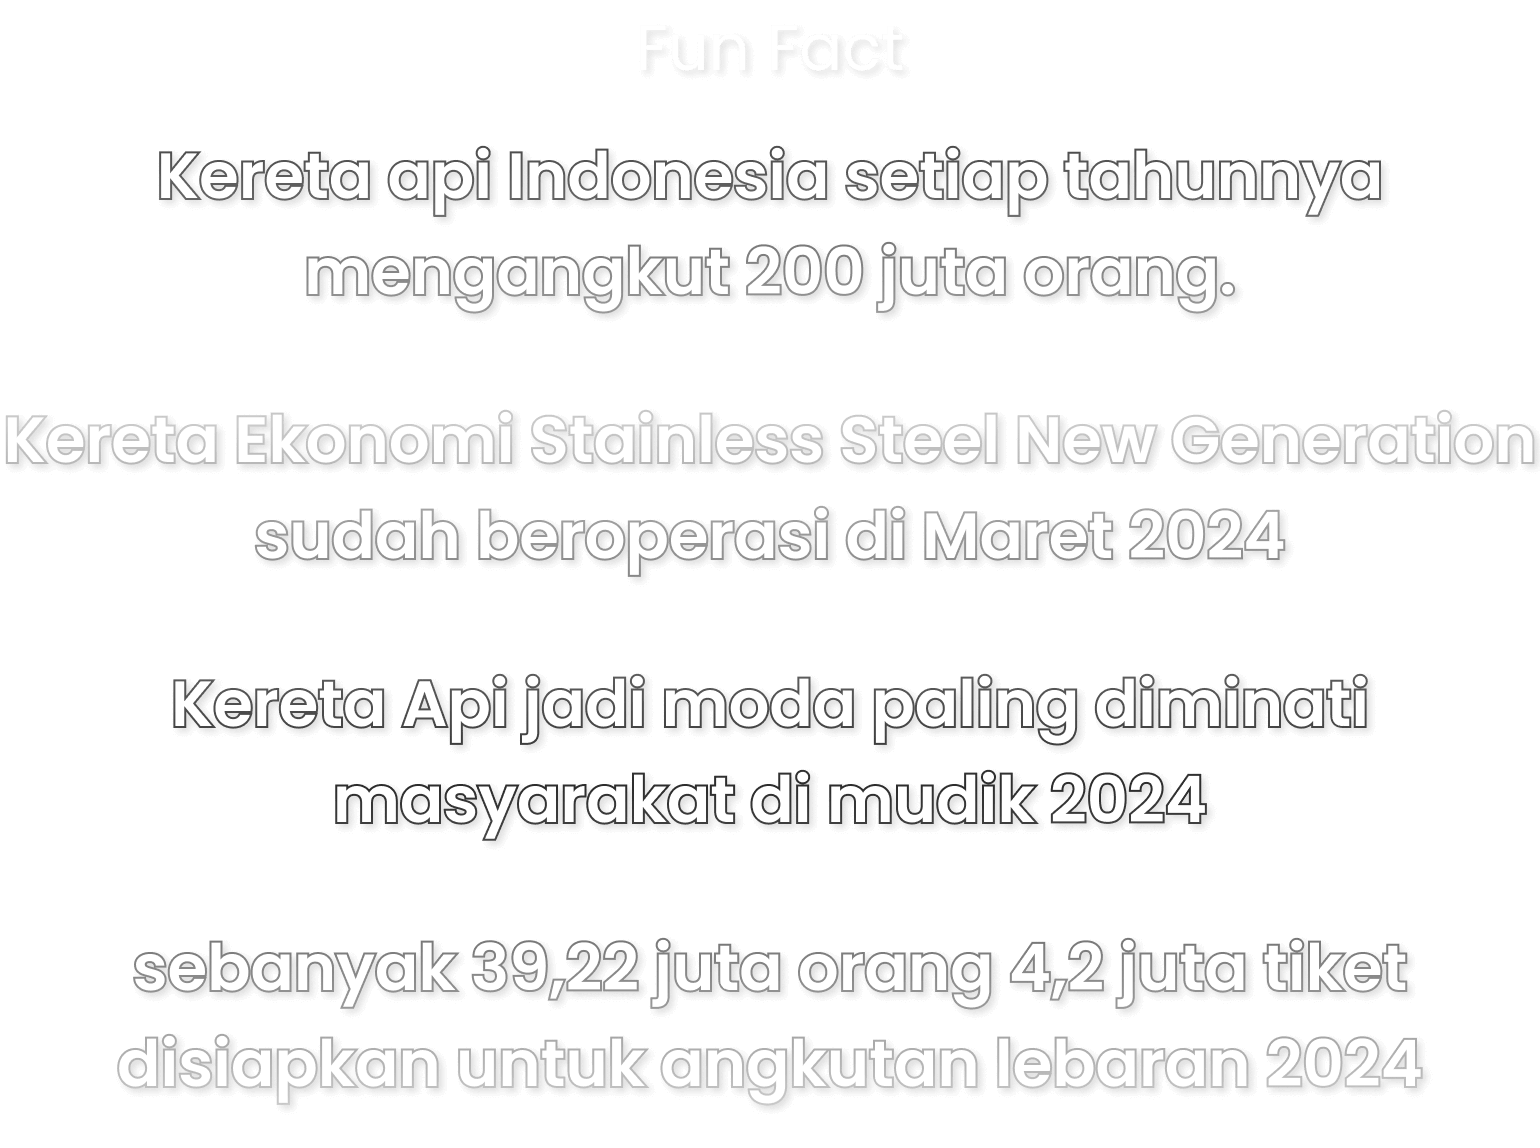 Fun Fact
Kereta api Indonesia setiap tahunnya
mengangkut 200 juta orang.
Kereta Ekonomi Stainless Steel New Generation
sudah beroperasi di Maret 2024
Kereta Api jadi moda paling diminati
masyarakat di mudik 2024
sebanyak 39,22 juta orang 4,2 juta tiket
disiapkan untuk angkutan lebaran 2024